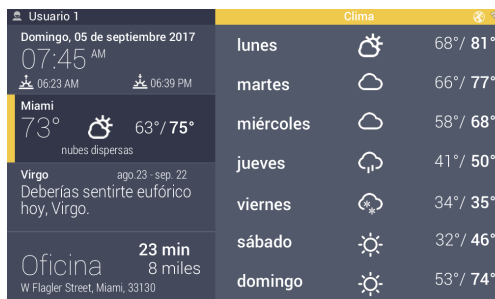 Usuario 1
Clima
Domingo, 05 de septiembre 2017
07:45 AM
06:23 AM 06:39 PM
Miami
73° 63°/ 75°
nubes dispersas
Virgo ago.23 - sep. 22
Deberías sentirte eufórico
hoy, Virgo.
Oficina 23 min
8 miles
W Flagler Street, Miami, 33130
lunes 68°/ 81°
martes 66°/ 77°
miércoles 58°/ 68°
jueves 41°/ 50°
viernes 34°/ 35°
sábado 32°/ 46°
domingo 53°/ 74°